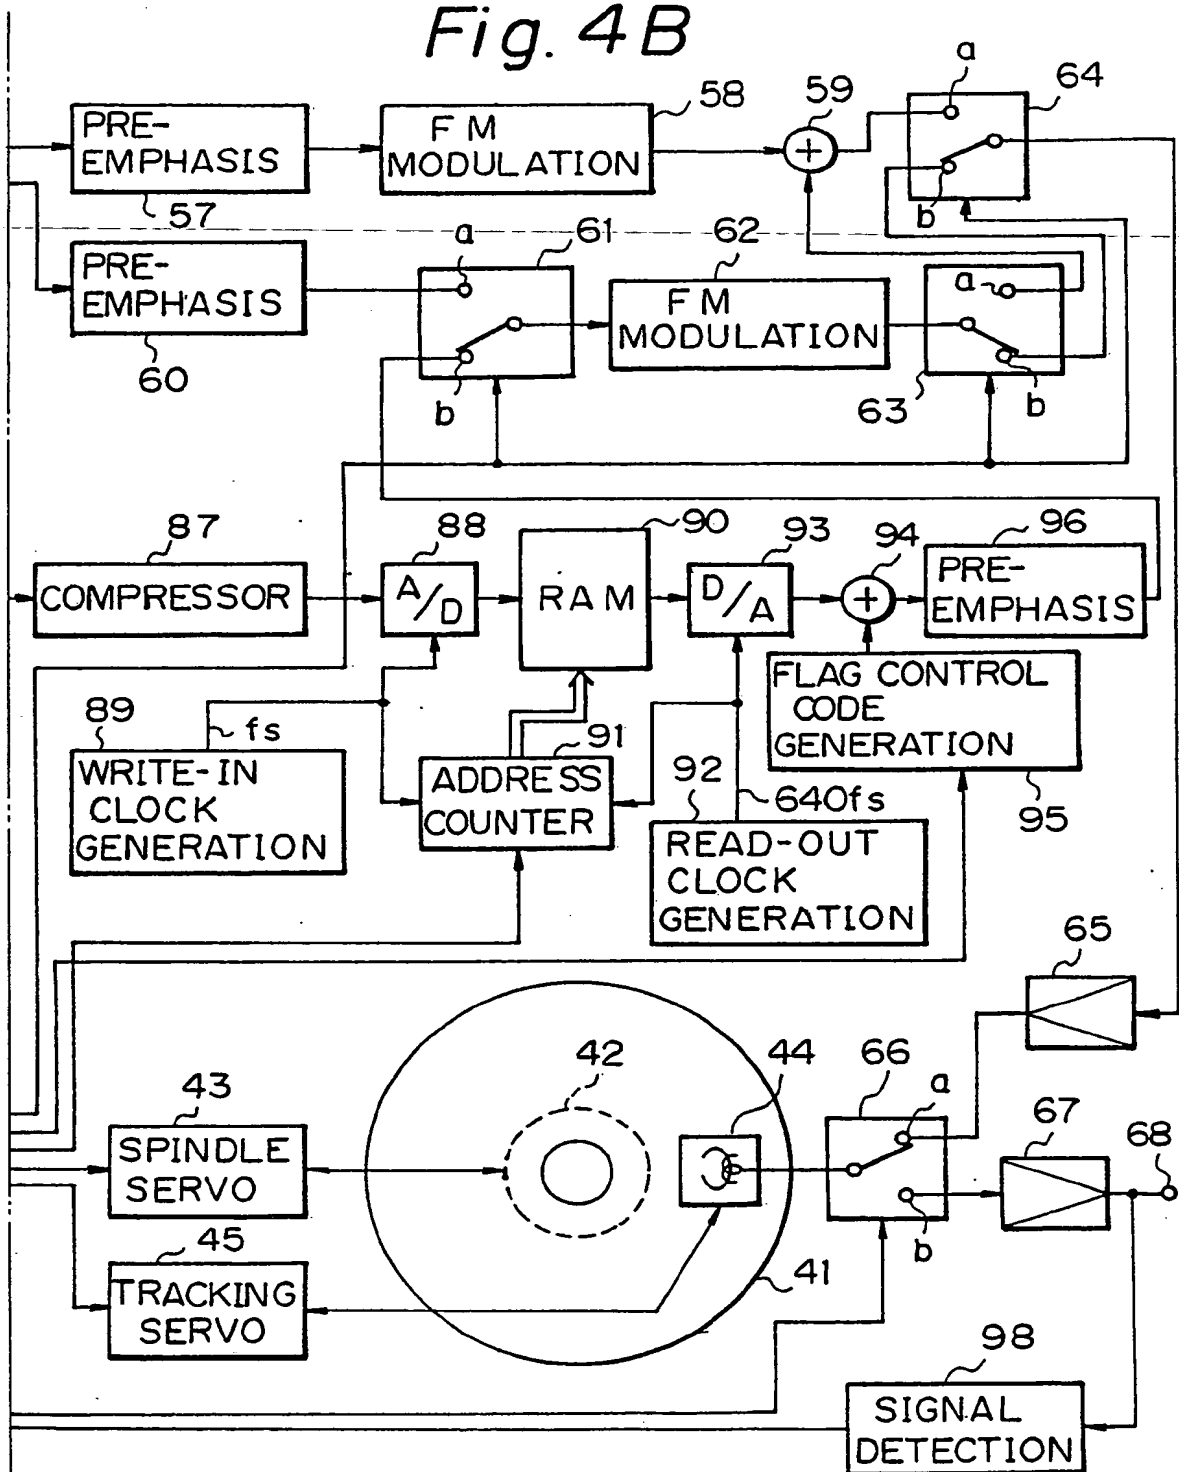 Fig. 4B
PRE-
EMPHASIS
57
FM
MODULATION
58
59
a
64
b
PRE-
EMPHASIS
60
a
61
b
62
FM
MODULATION
a
63
b
87
COMPRESSOR
88
A/D
90
RAM
93
D/A
94
96
PRE-
EMPHASIS
89
fs
WRITE-IN
CLOCK
GENERATION
91
ADDRESS
COUNTER
92
640fs
READ-OUT
CLOCK
GENERATION
FLAG CONTROL
CODE
GENERATION
95
65
43
SPINDLE
SERVO
42
44
66
a
b
67
68
45
TRACKING
SERVO
41
98
SIGNAL
DETECTION